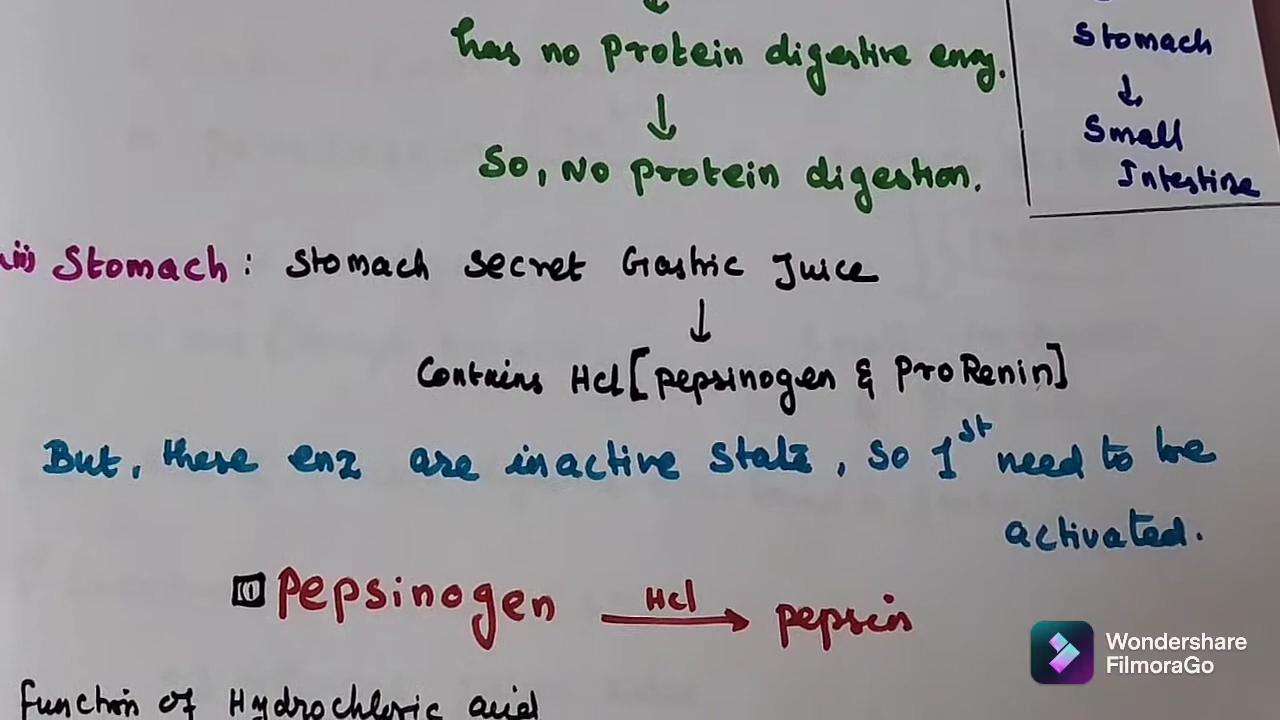 has no protein digestive enzy.
↓
So, No protein digestion.
Stomach
↓
Small
Intestine
iii) Stomach: Stomach Secret Gastric Juice
↓
Contains Hcl [pepsinogen & ProRenin]
But, these enz are inactive state, so 1st need to be
activated.
Pepsinogen Hcl → pepsin
function of Hydrochloric acid
Wondershare
FilmoraGo